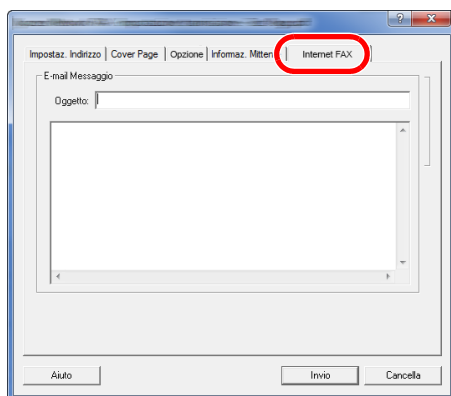 Impostaz. Indirizzo Cover Page Opzione Informaz. Mitten Internet FAX
E-mail Messaggio
Oggetto:
Aiuto Invio Cancella